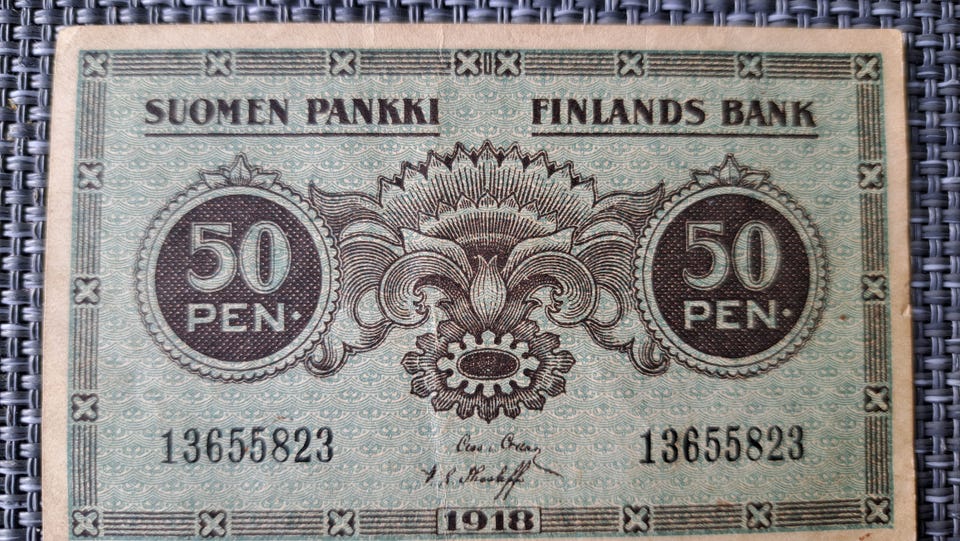 SUOMEN PANKKI FINLANDS BANK
50 50
PEN. PEN.
13655823 13655823
1918